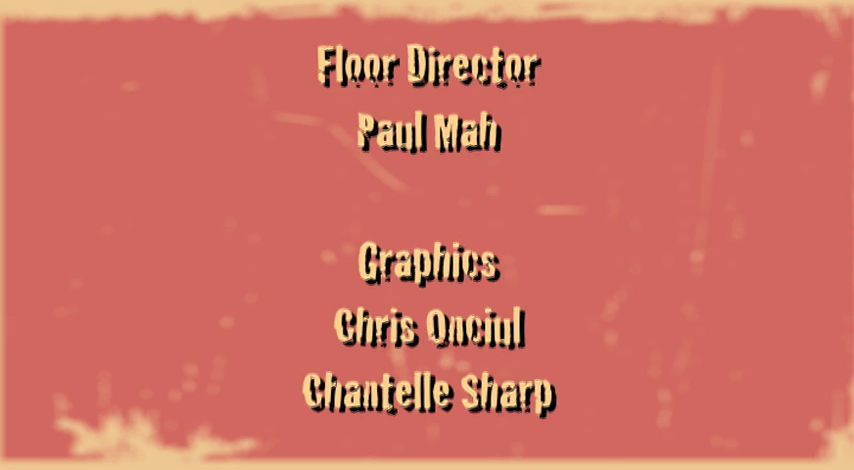 Floor Director
Paul Mah
Graphics
Chris Onciul
Chantelle Sharp